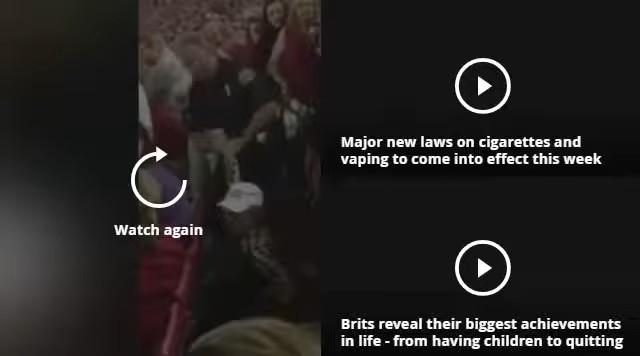 Watch again
Major new laws on cigarettes and
vaping to come into effect this week
Brits reveal their biggest achievements
in life - from having children to quitting